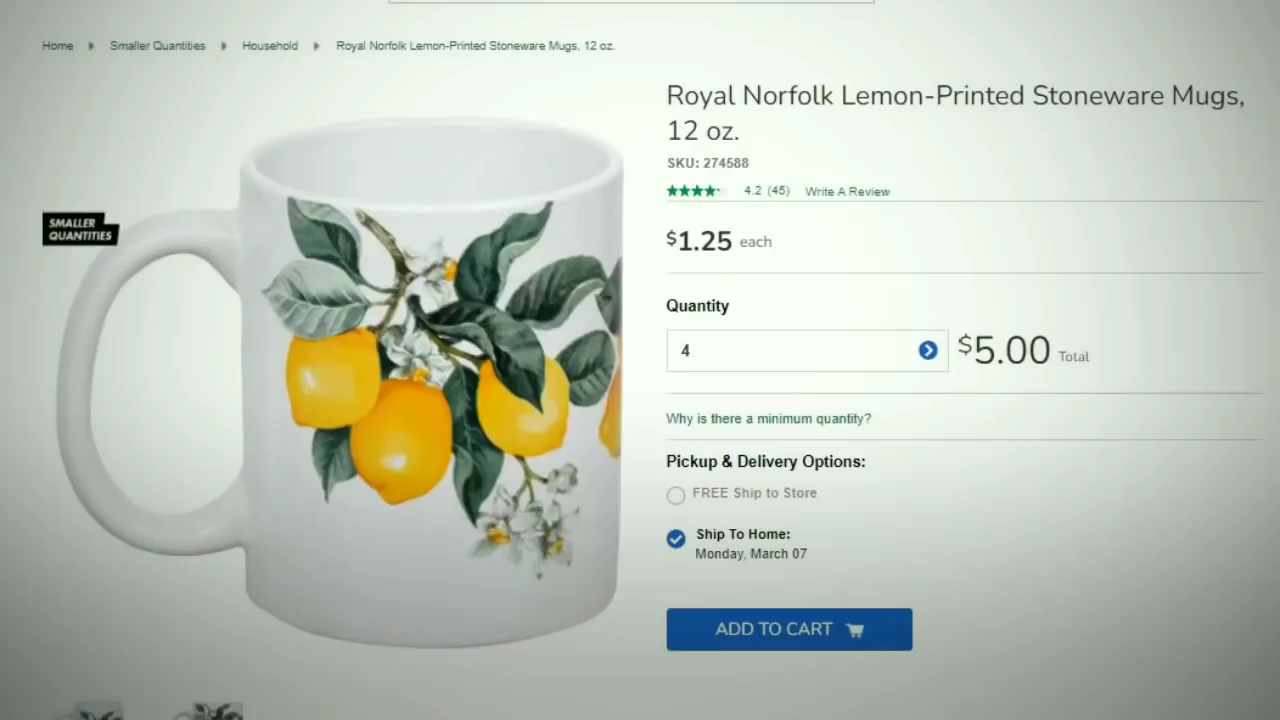 Home Smaller Quantities Household Royal Norfolk Lemon-Printed Stoneware Mugs, 12 oz.
Royal Norfolk Lemon-Printed Stoneware Mugs,
12 oz.
SKU: 274588
4.2 (45) Write A Review
SMALLER
QUANTITIES
$1.25 each
Quantity
4
$5.00 Total
Why is there a minimum quantity?
Pickup & Delivery Options:
FREE Ship to Store
Ship To Home:
Monday, March 07
ADD TO CART